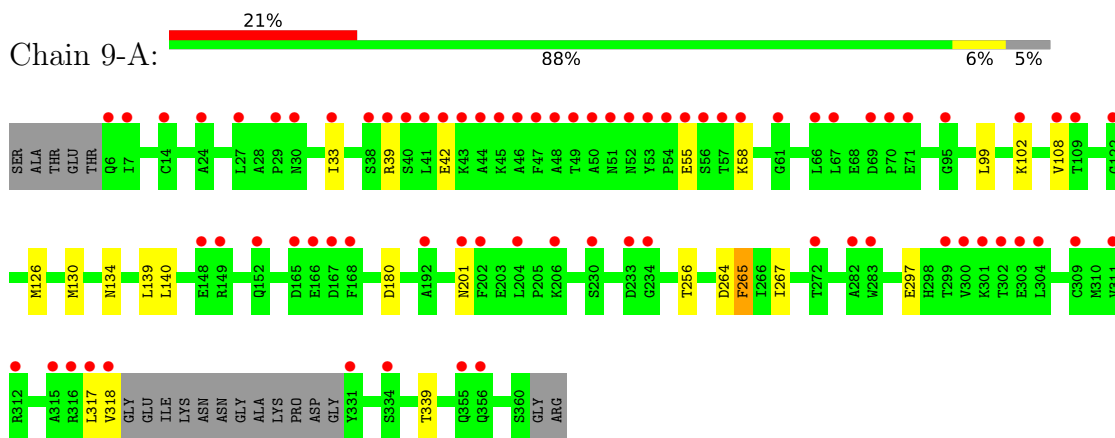 21%
Chain 9-A:
88% 6% 5%
SER ALA THR GLU THR Q6 I7 C14 A24 L27 A28 P29 N30 I33 S38 R39 S40 L41 E42 K43 A44 K45 A46 F47 A48 T49 A50 N51 N52 Y53 P54 E55 S56 T57 K58 G61 L66 L67 E68 D69 P70 E71 G95 L99 K102 V108 T109 G122
M126 M130 N134 L139 L140 E148 R149 Q152 D165 E166 D167 F168 D180 A192 N201 F202 E203 L204 P205 K206 S230 D233 G234 T256 D264 F265 I266 I267 T272 A282 W283 E297 H298 T299 V300 K301 T302 E303 L304 C309 M310 V311
R312 A315 R316 L317 V318 GLY GLU ILE LYS ASN ASN GLY ALA LYS PRO ASP GLY Y331 S334 T339 Q355 Q356 S360 GLY ARG